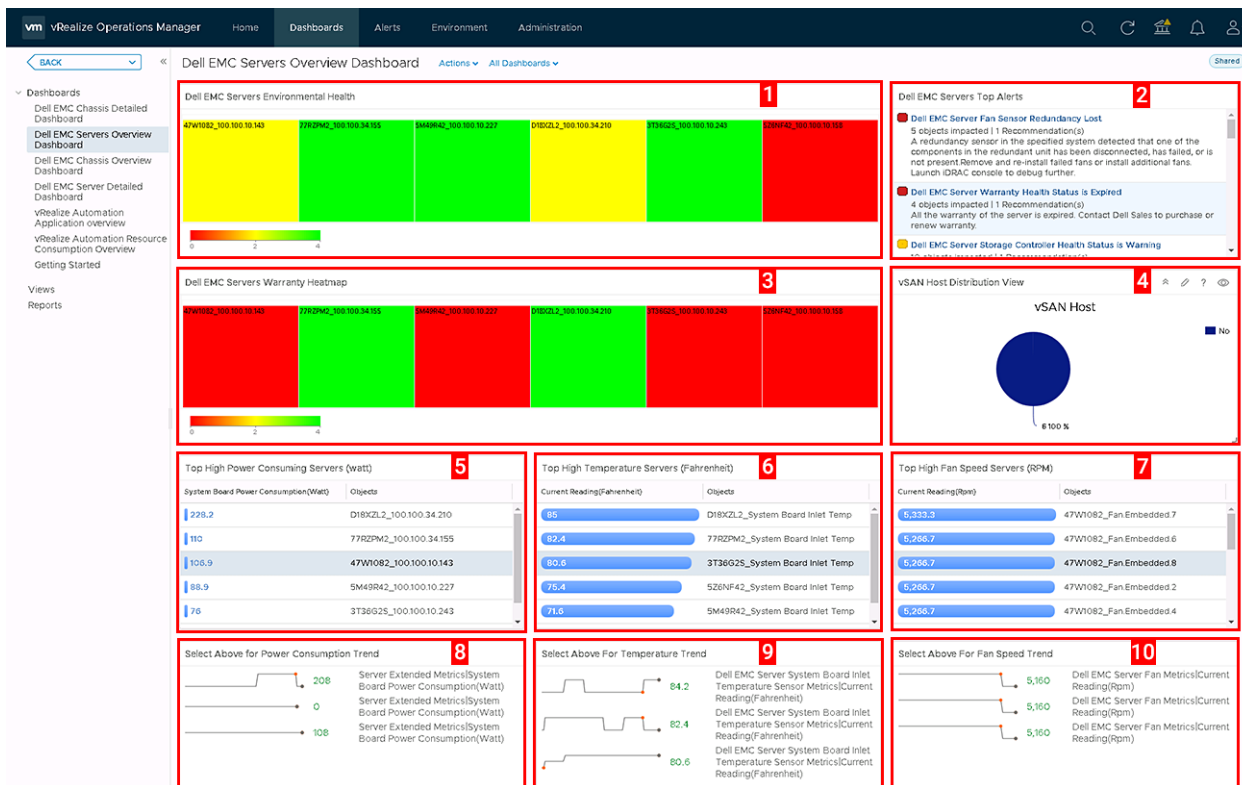 vm vRealize Operations Manager Home Dashboards Alerts Environment Administration
BACK
Dashboards
Dell EMC Chassis Detailed
Dashboard
Dell EMC Servers Overview
Dashboard
Dell EMC Chassis Overview
Dashboard
Dell EMC Server Detailed
Dashboard
vRealize Automation
Application overview
vRealize Automation Resource
Consumption Overview
Getting Started
Views
Reports
Dell EMC Servers Overview Dashboard Actions All Dashboards Shared
Dell EMC Servers Environmental Health 1
47W1082_100.100.10.143 77RZPM2_100.100.34.155 5M49R42_100.100.10.227 D18XZL2_100.100.34.210 3T36G2S_100.100.10.243 5Z6NF42_100.100.10.158
0 2 4
Dell EMC Servers Top Alerts 2
Dell EMC Server Fan Sensor Redundancy Lost
5 objects impacted | 1 Recommendation(s)
A redundancy sensor in the specified system detected that one of the
components in the redundant unit has been disconnected, has failed, or is
not present.Remove and re-install failed fans or install additional fans.
Launch iDRAC console to debug further.
Dell EMC Server Warranty Health Status is Expired
4 objects impacted | 1 Recommendation(s)
All the warranty of the server is expired. Contact Dell Sales to purchase or
renew warranty.
Dell EMC Server Storage Controller Health Status is Warning
Dell EMC Servers Warranty Heatmap 3
47W1082_100.100.10.143 77RZPM2_100.100.34.155 5M49R42_100.100.10.227 D18XZL2_100.100.34.210 3T36G2S_100.100.10.243 5Z6NF42_100.100.10.158
0 2 4
vSAN Host Distribution View 4 ?
vSAN Host
No
6 100 %
Top High Power Consuming Servers (watt) 5
System Board Power Consumption(Watt) Objects
228.2 D18XZL2_100.100.34.210
110 77RZPM2_100.100.34.155
106.9 47W1082_100.100.10.143
88.9 5M49R42_100.100.10.227
76 3T36G2S_100.100.10.243
Top High Temperature Servers (Fahrenheit) 6
Current Reading(Fahrenheit) Objects
85 D18XZL2_System Board Inlet Temp
82.4 77RZPM2_System Board Inlet Temp
80.6 3T36G2S_System Board Inlet Temp
75.4 5Z6NF42_System Board Inlet Temp
71.6 5M49R42_System Board Inlet Temp
Top High Fan Speed Servers (RPM) 7
Current Reading(Rpm) Objects
5,333.3 47W1082_Fan.Embedded.7
5,266.7 47W1082_Fan.Embedded.6
5,266.7 47W1082_Fan.Embedded.8
5,266.7 47W1082_Fan.Embedded.2
5,266.7 47W1082_Fan.Embedded.4
Select Above for Power Consumption Trend 8
208 Server Extended Metrics|System
Board Power Consumption(Watt)
0 Server Extended Metrics|System
Board Power Consumption(Watt)
108 Server Extended Metrics|System
Board Power Consumption(Watt)
Select Above For Temperature Trend 9
84.2 Dell EMC Server System Board Inlet
Temperature Sensor Metrics|Current
Reading(Fahrenheit)
82.4 Dell EMC Server System Board Inlet
Temperature Sensor Metrics|Current
Reading(Fahrenheit)
80.6 Dell EMC Server System Board Inlet
Temperature Sensor Metrics|Current
Reading(Fahrenheit)
Select Above For Fan Speed Trend 10
5,160 Dell EMC Server Fan Metrics|Current
Reading(Rpm)
5,160 Dell EMC Server Fan Metrics|Current
Reading(Rpm)
5,160 Dell EMC Server Fan Metrics|Current
Reading(Rpm)